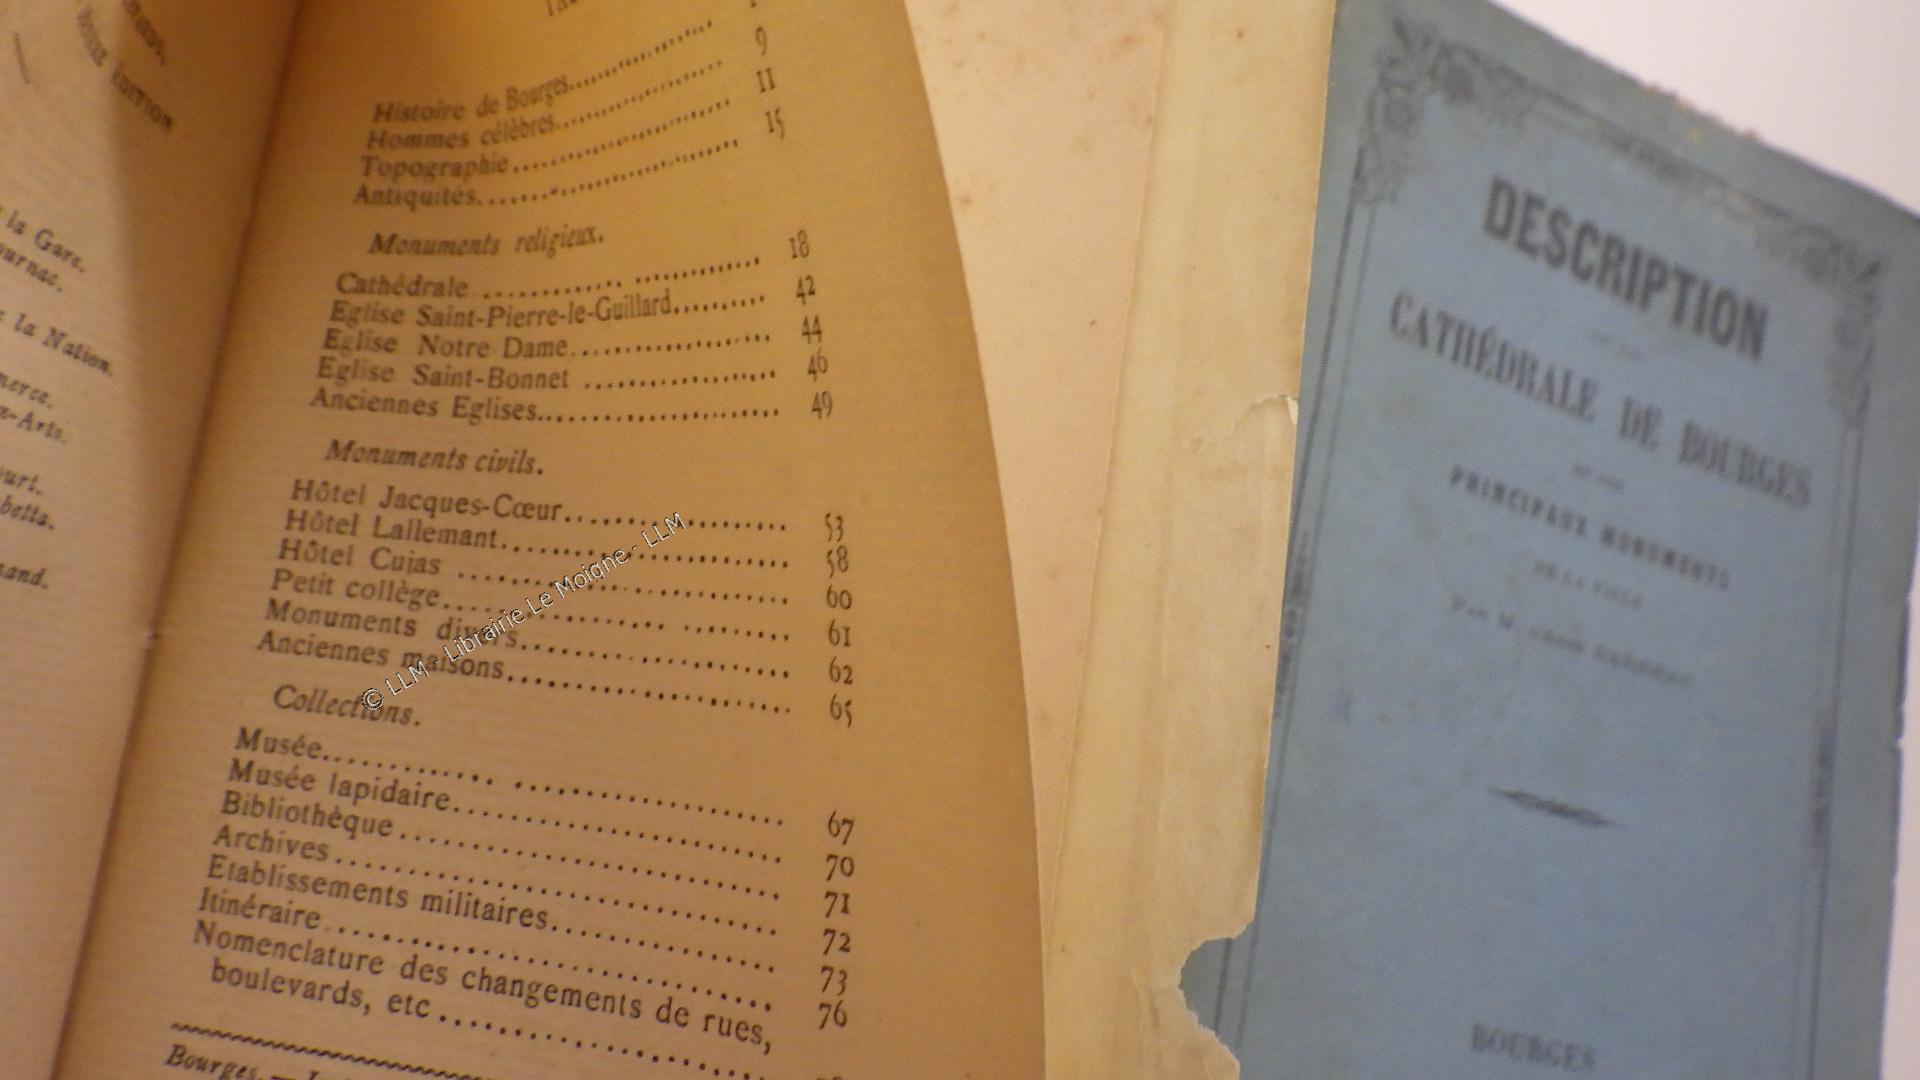 ÉDITION
la Gare.
la Nation.
Histoire de Bourges
Hommes célèbres 9
Topographie 11
Antiquités 15
Monuments religieux.
Cathédrale 18
Eglise Saint-Pierre-le-Guillard 42
Eglise Notre-Dame 44
Eglise Saint-Bonnet 46
Anciennes Eglises 49
Monuments civils.
Hôtel Jacques-Cœur 53
Hôtel Lallemant 58
Hôtel Cujas 60
Petit collège 61
Monuments divers 62
Anciennes maisons 65
Collections.
Musée 67
Musée lapidaire 70
Bibliothèque 71
Archives 72
Etablissements militaires 73
Itinéraire 76
Nomenclature des changements de rues,
boulevards, etc
Bourges. —
© LLM - Librairie Le Moigne - LLM
DESCRIPTION
CATHÉDRALE DE BOURGES
PRINCIPAUX MONUMENTS
DE LA VILLE
PAR M.
BOURGES